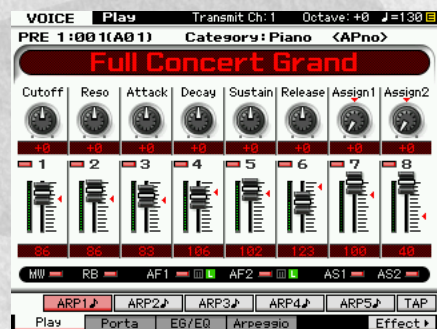 VOICE Play Transmit Ch:1 Octave:+0 ♩=130 E
PRE 1:001(A01) Category:Piano <APno>
Full Concert Grand
Cutoff Reso Attack Decay Sustain Release Assign1 Assign2
+0 +0 +0 +0 +0 +0 +0 +0
1 2 3 4 5 6 7 8
86 86 83 106 102 123 100 40
MW RB AF1 m L AF2 m L AS1 AS2
ARP1♪ ARP2♪ ARP3♪ ARP4♪ ARP5♪ TAP
Play Porta EG/EQ Arpeggio Effect